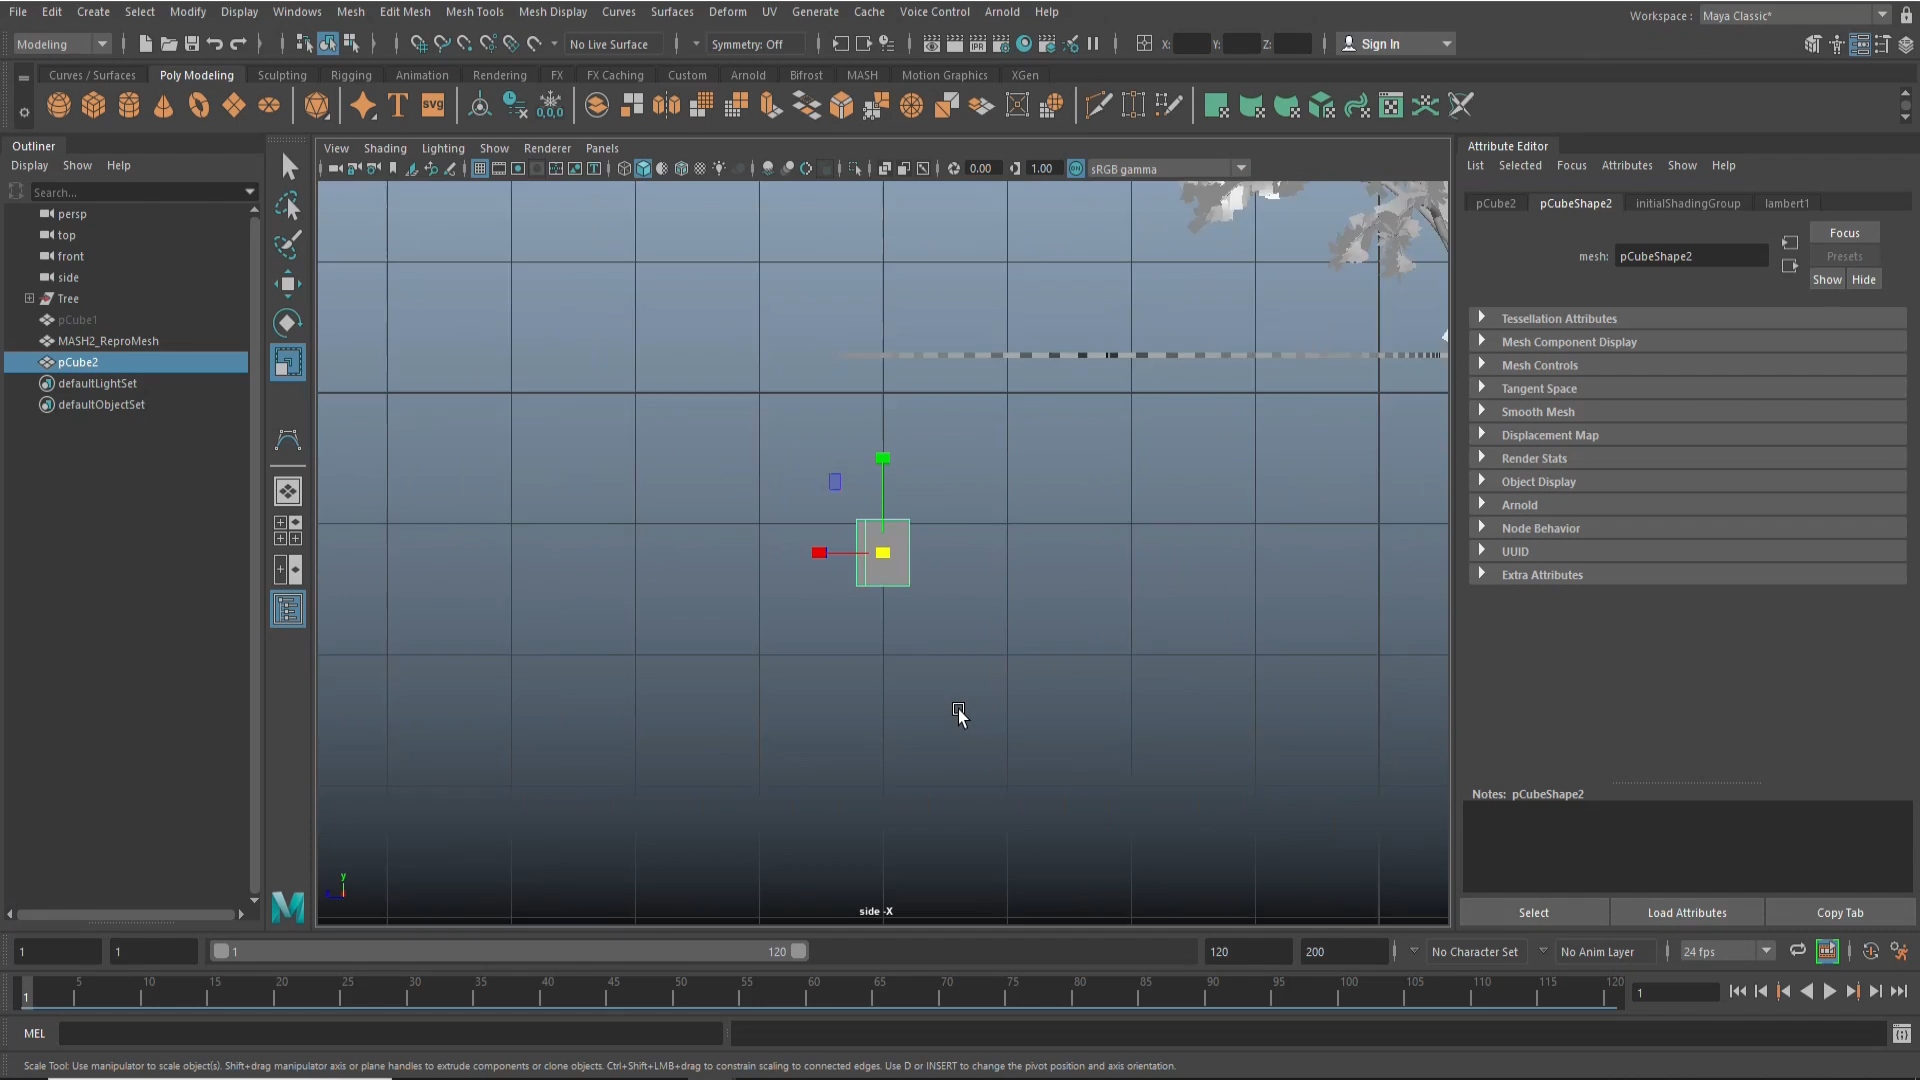 File Edit Create Select Modify Display Windows Mesh Edit Mesh Mesh Tools Mesh Display Curves Surfaces Deform UV Generate Cache Voice Control Arnold Help
Workspace : Maya Classic*
Modeling No Live Surface Symmetry: Off X: Y: Z: Sign In
Curves / Surfaces Poly Modeling Sculpting Rigging Animation Rendering FX FX Caching Custom Arnold Bifrost MASH Motion Graphics XGen
T svg 0,0,0
Outliner
Display Show Help
Search...
persp
top
front
side
Tree
pCube1
MASH2_ReproMesh
pCube2
defaultLightSet
defaultObjectSet
View Shading Lighting Show Renderer Panels
0.00 1.00 sRGB gamma
y
side -X
Attribute Editor
List Selected Focus Attributes Show Help
pCube2 pCubeShape2 initialShadingGroup lambert1
Focus
mesh: pCubeShape2 Presets
Show Hide
Tessellation Attributes
Mesh Component Display
Mesh Controls
Tangent Space
Smooth Mesh
Displacement Map
Render Stats
Object Display
Arnold
Node Behavior
UUID
Extra Attributes
Notes: pCubeShape2
Select Load Attributes Copy Tab
1 1 1 120 120 200 No Character Set No Anim Layer 24 fps
5 10 15 20 25 30 35 40 45 50 55 60 65 70 75 80 85 90 95 100 105 110 115 120
1 1
MEL
Scale Tool: Use manipulator to scale object(s). Shift+drag manipulator axis or plane handles to extrude components or clone objects. Ctrl+Shift+LMB+drag to constrain scaling to connected edges. Use D or INSERT to change the pivot position and axis orientation.